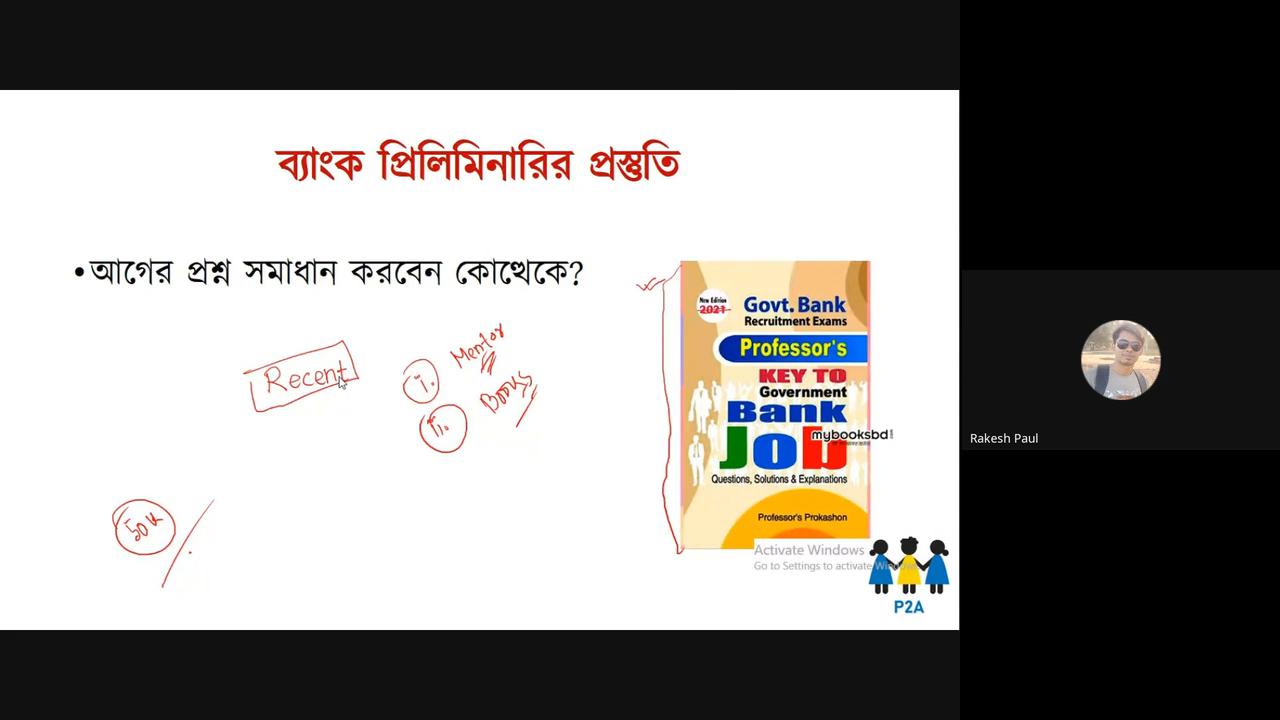 ব্যাংক প্রিলিমিনারির প্রস্তুতি
•আগের প্রশ্ন সমাধান করবেন কোত্থেকে?
Recent
i. Mentor
ii. Books
50K
New Edition
2021
Govt. Bank
Recruitment Exams
Professor's
KEY TO
Government
Bank
mybooksbd
Job
Questions, Solutions & Explanations
Professor's Prokashon
Activate Windows
Go to Settings to activate Windows.
P2A
Rakesh Paul